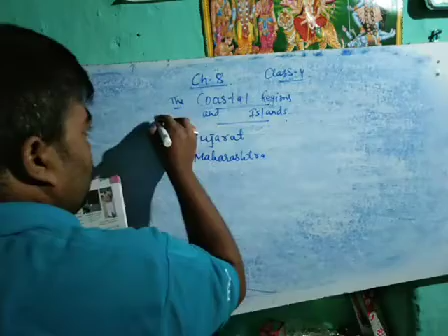 Ch. 8 Class-4
The Coastal Regions
and Islands.
ujarat
Maharashtra